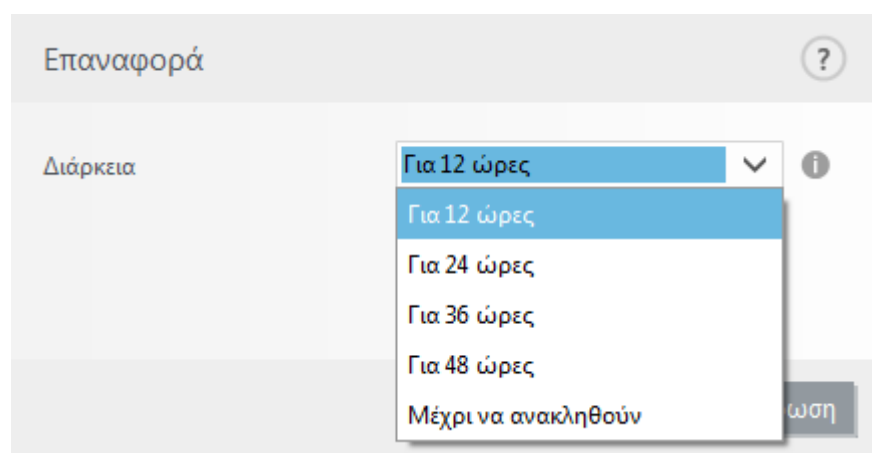 Επαναφορά
?
Διάρκεια
Για 12 ώρες
i
Για 12 ώρες
Για 24 ώρες
Για 36 ώρες
Για 48 ώρες
Μέχρι να ανακληθούν